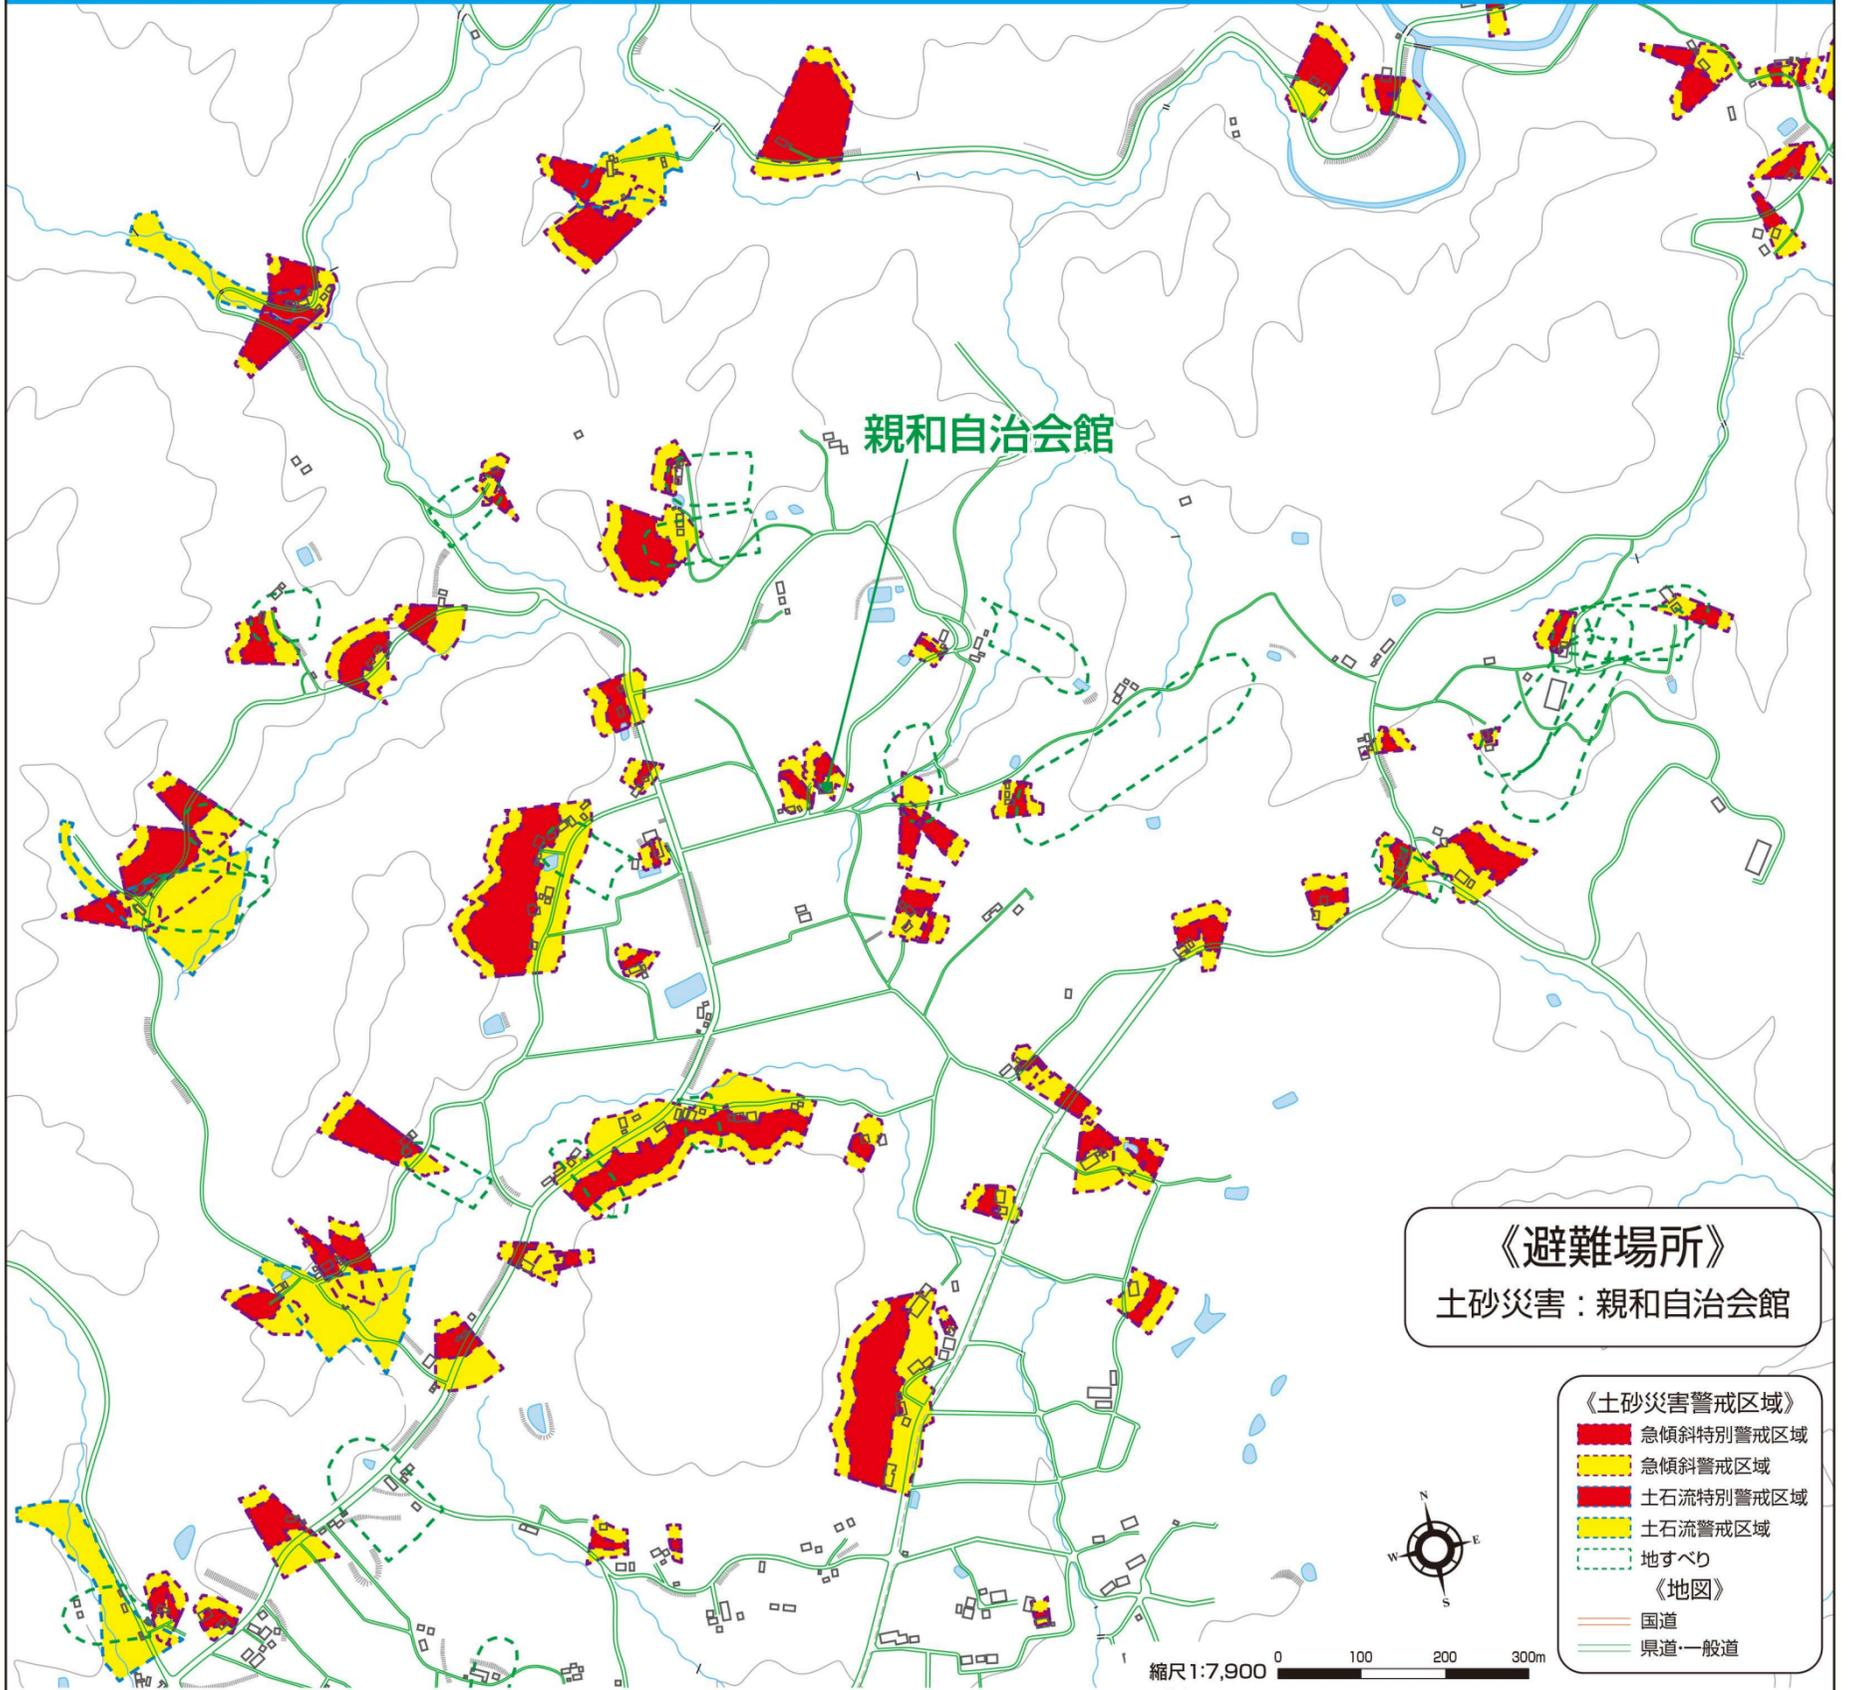 親和自治会館
《避難場所》
土砂災害：親和自治会館
《土砂災害警戒区域》
急傾斜特別警戒区域
急傾斜警戒区域
土石流特別警戒区域
土石流警戒区域
地すべり
《地図》
国道
県道・一般道
N
W
E
S
縮尺1:7,900
0 100 200 300m